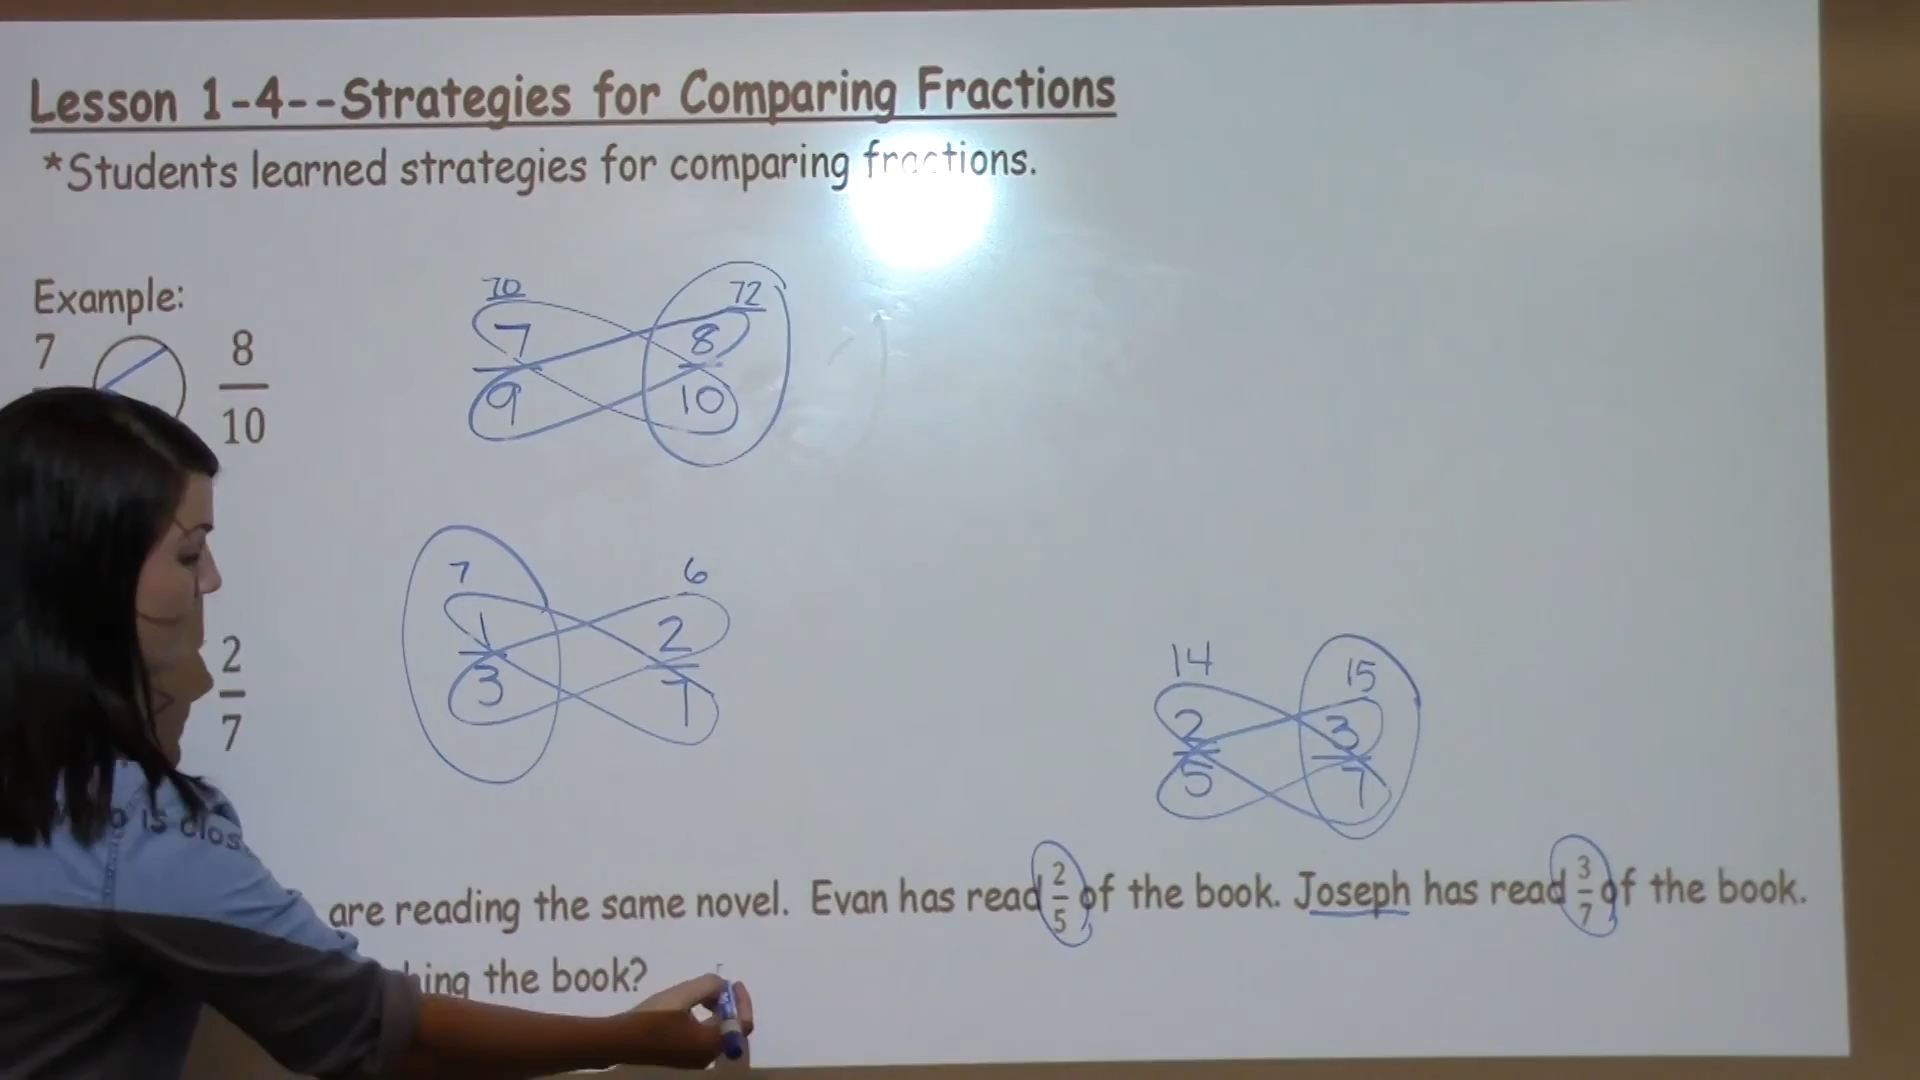 Lesson 1-4--Strategies for Comparing Fractions
*Students learned strategies for comparing fractions.
Example:
7 8
10
70 72
7 8
9 10
7 6
1 2
3 7
2
7
14 15
2 3
5 7
is clos
are reading the same novel. Evan has read 2/5 of the book. Joseph has read 3/7 of the book.
hing the book?